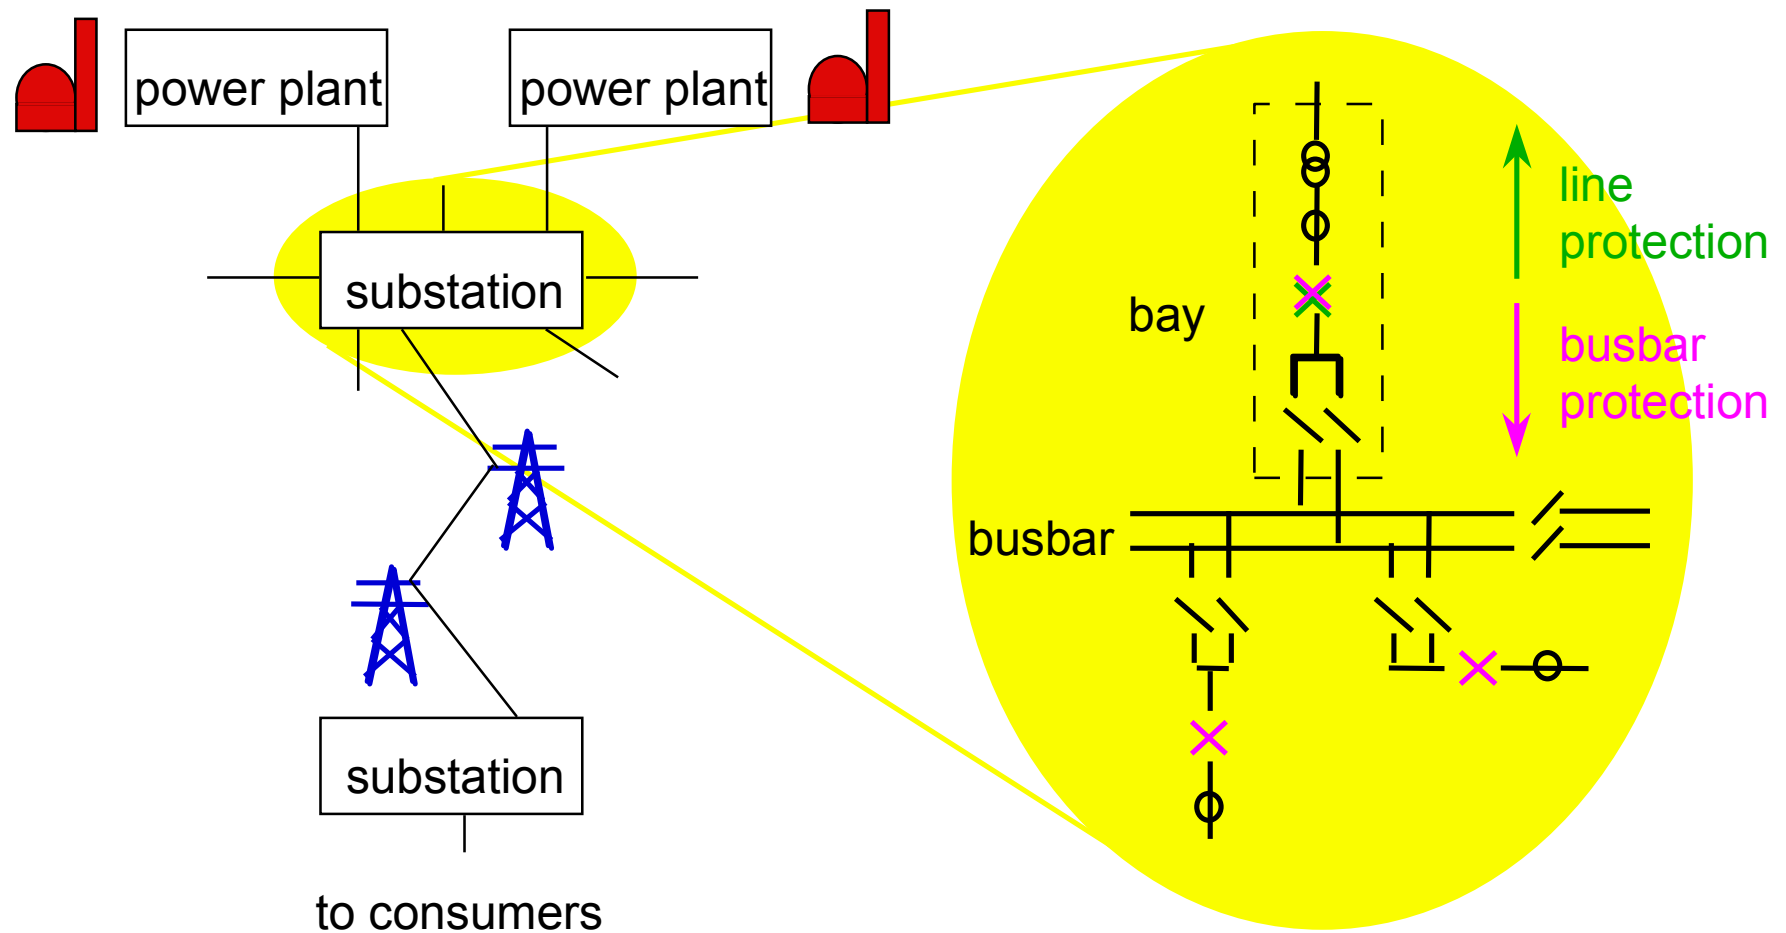 power plant
power plant
substation
substation
to consumers
bay
busbar
line
protection
busbar
protection